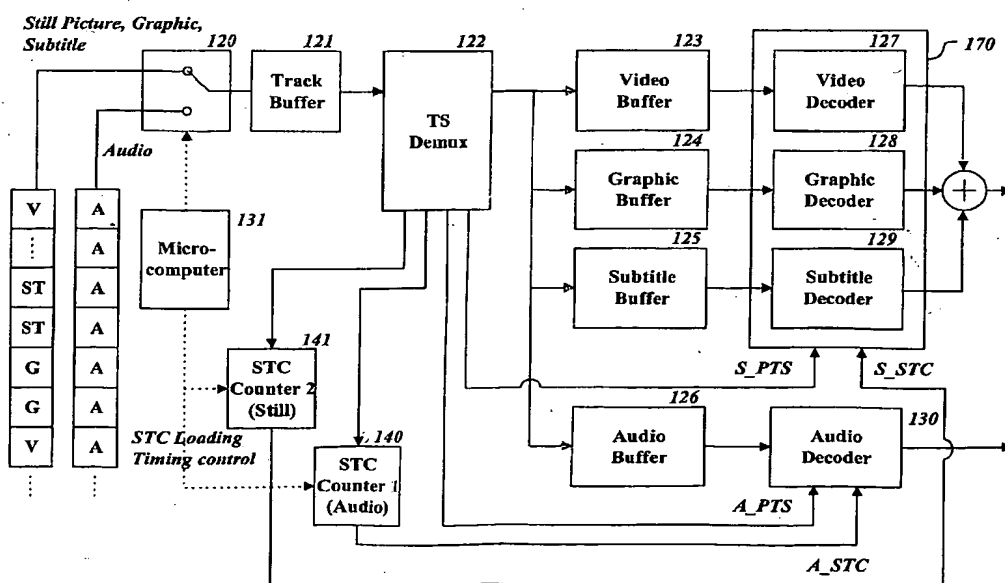 Still Picture, Graphic,
Subtitle
120
121
122
123
127
170
Track
Buffer
TS
Demux
Video
Buffer
Video
Decoder
Audio
124
128
Graphic
Buffer
Graphic
Decoder
131
Micro-
computer
125
129
Subtitle
Buffer
Subtitle
Decoder
V
⋮
ST
ST
G
G
V
⋮
A
A
A
A
A
A
A
⋮
141
STC
Counter 2
(Still)
S_PTS
S_STC
STC Loading
Timing control
140
STC
Counter 1
(Audio)
126
130
Audio
Buffer
Audio
Decoder
A_PTS
A_STC